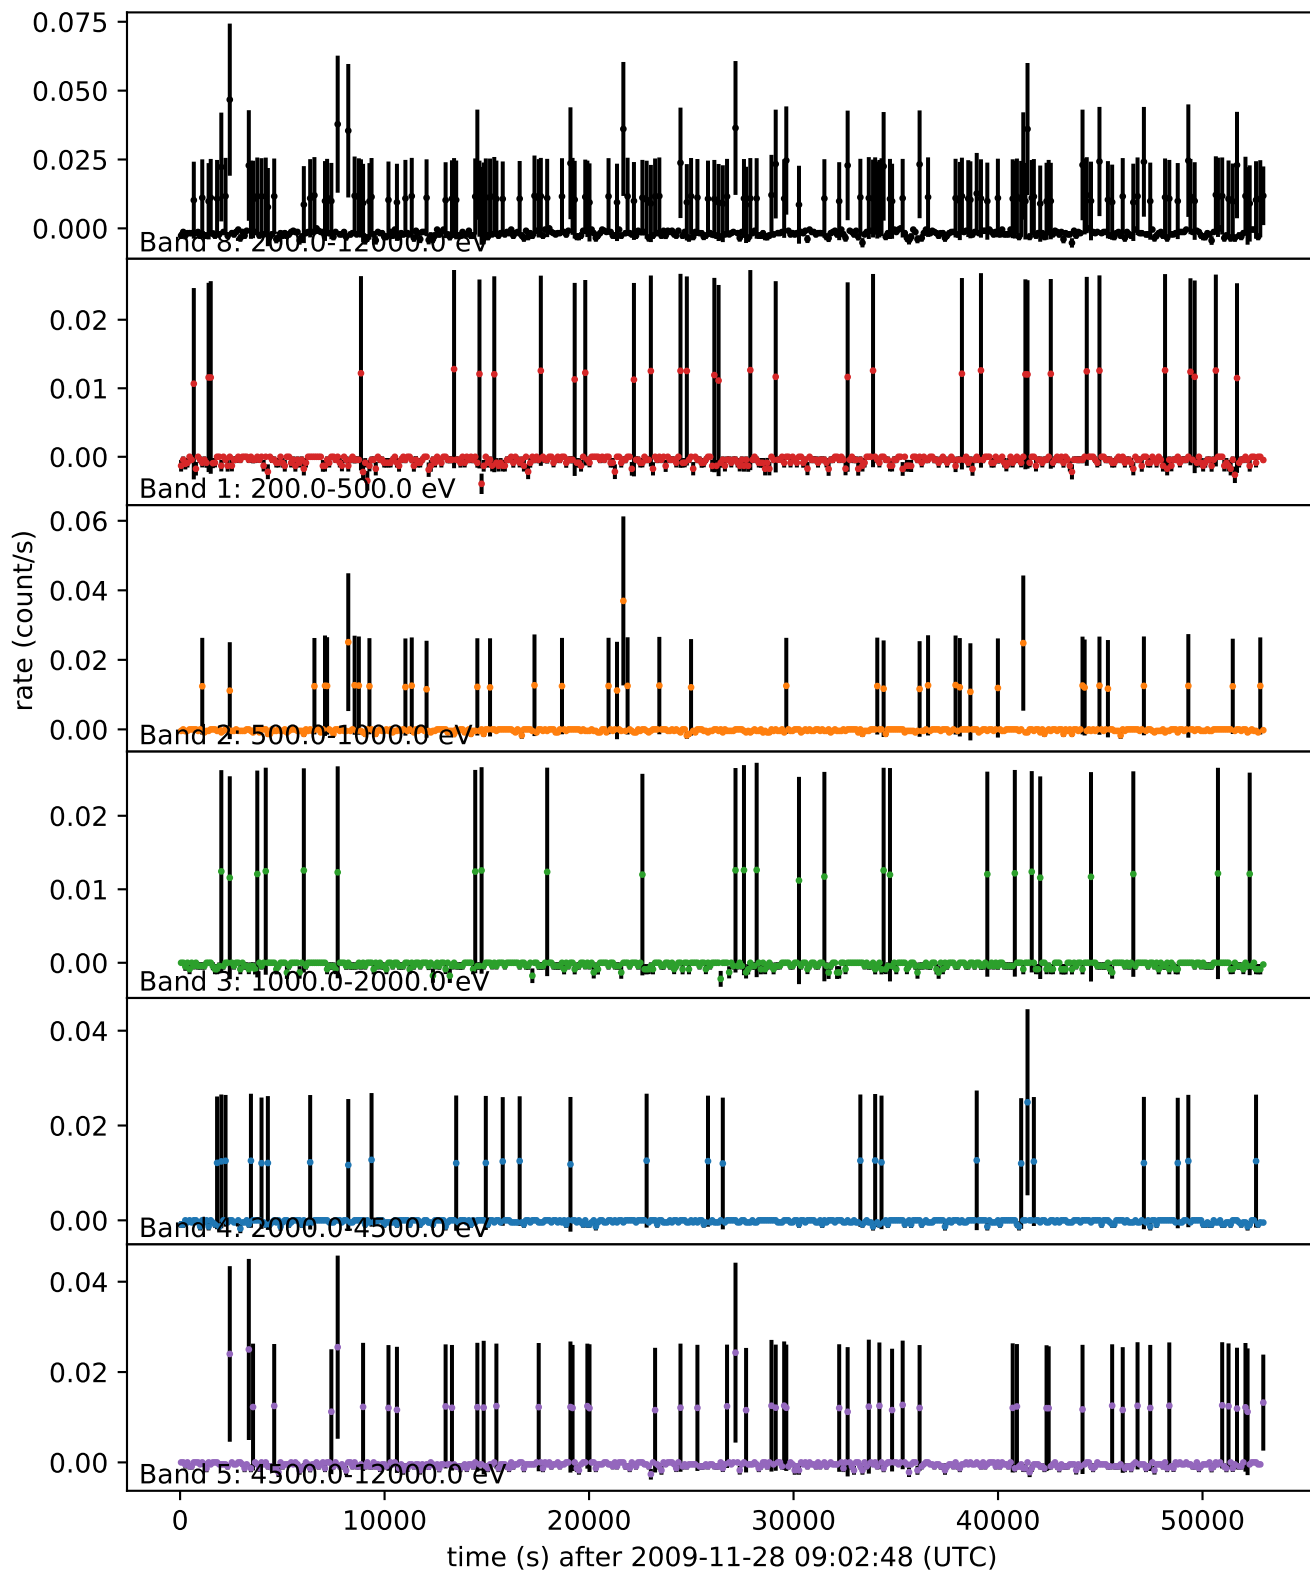 0.075
0.050
0.025
0.000
Band 8: 200.0-12000.0 eV
0.02
0.01
0.00
Band 1: 200.0-500.0 eV
0.06
0.04
0.02
0.00
Band 2: 500.0-1000.0 eV
rate (count/s)
0.02
0.01
0.00
Band 3: 1000.0-2000.0 eV
0.04
0.02
0.00
Band 4: 2000.0-4500.0 eV
0.04
0.02
0.00
Band 5: 4500.0-12000.0 eV
0 10000 20000 30000 40000 50000
time (s) after 2009-11-28 09:02:48 (UTC)